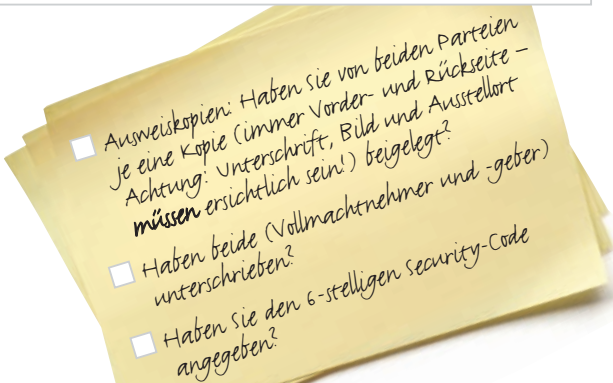 Ausweiskopien: Haben Sie von beiden Parteien
je eine Kopie (immer Vorder- und Rückseite –
Achtung: Unterschrift, Bild und Ausstellort
müssen ersichtlich sein!) beigelegt?
Haben beide (Vollmachtnehmer und -geber)
unterschrieben?
Haben Sie den 6-stelligen Security-Code
angegeben?